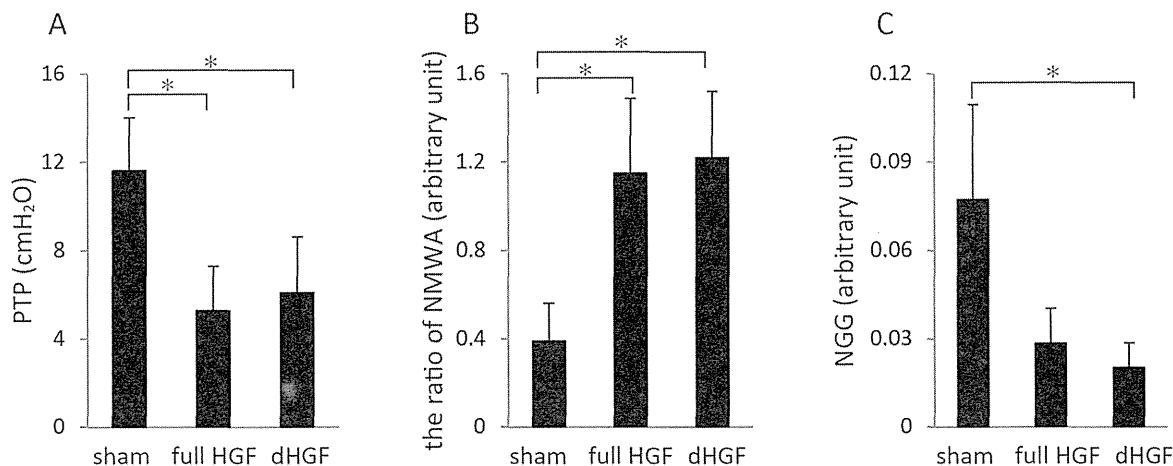 A
PTP (cmH₂O)
16
12
8
4
0
*
*
sham full HGF dHGF
B
the ratio of NMWA (arbitrary unit)
1.6
1.2
0.8
0.4
0
*
*
sham full HGF dHGF
C
NGG (arbitrary unit)
0.12
0.09
0.06
0.03
0
*
sham full HGF dHGF